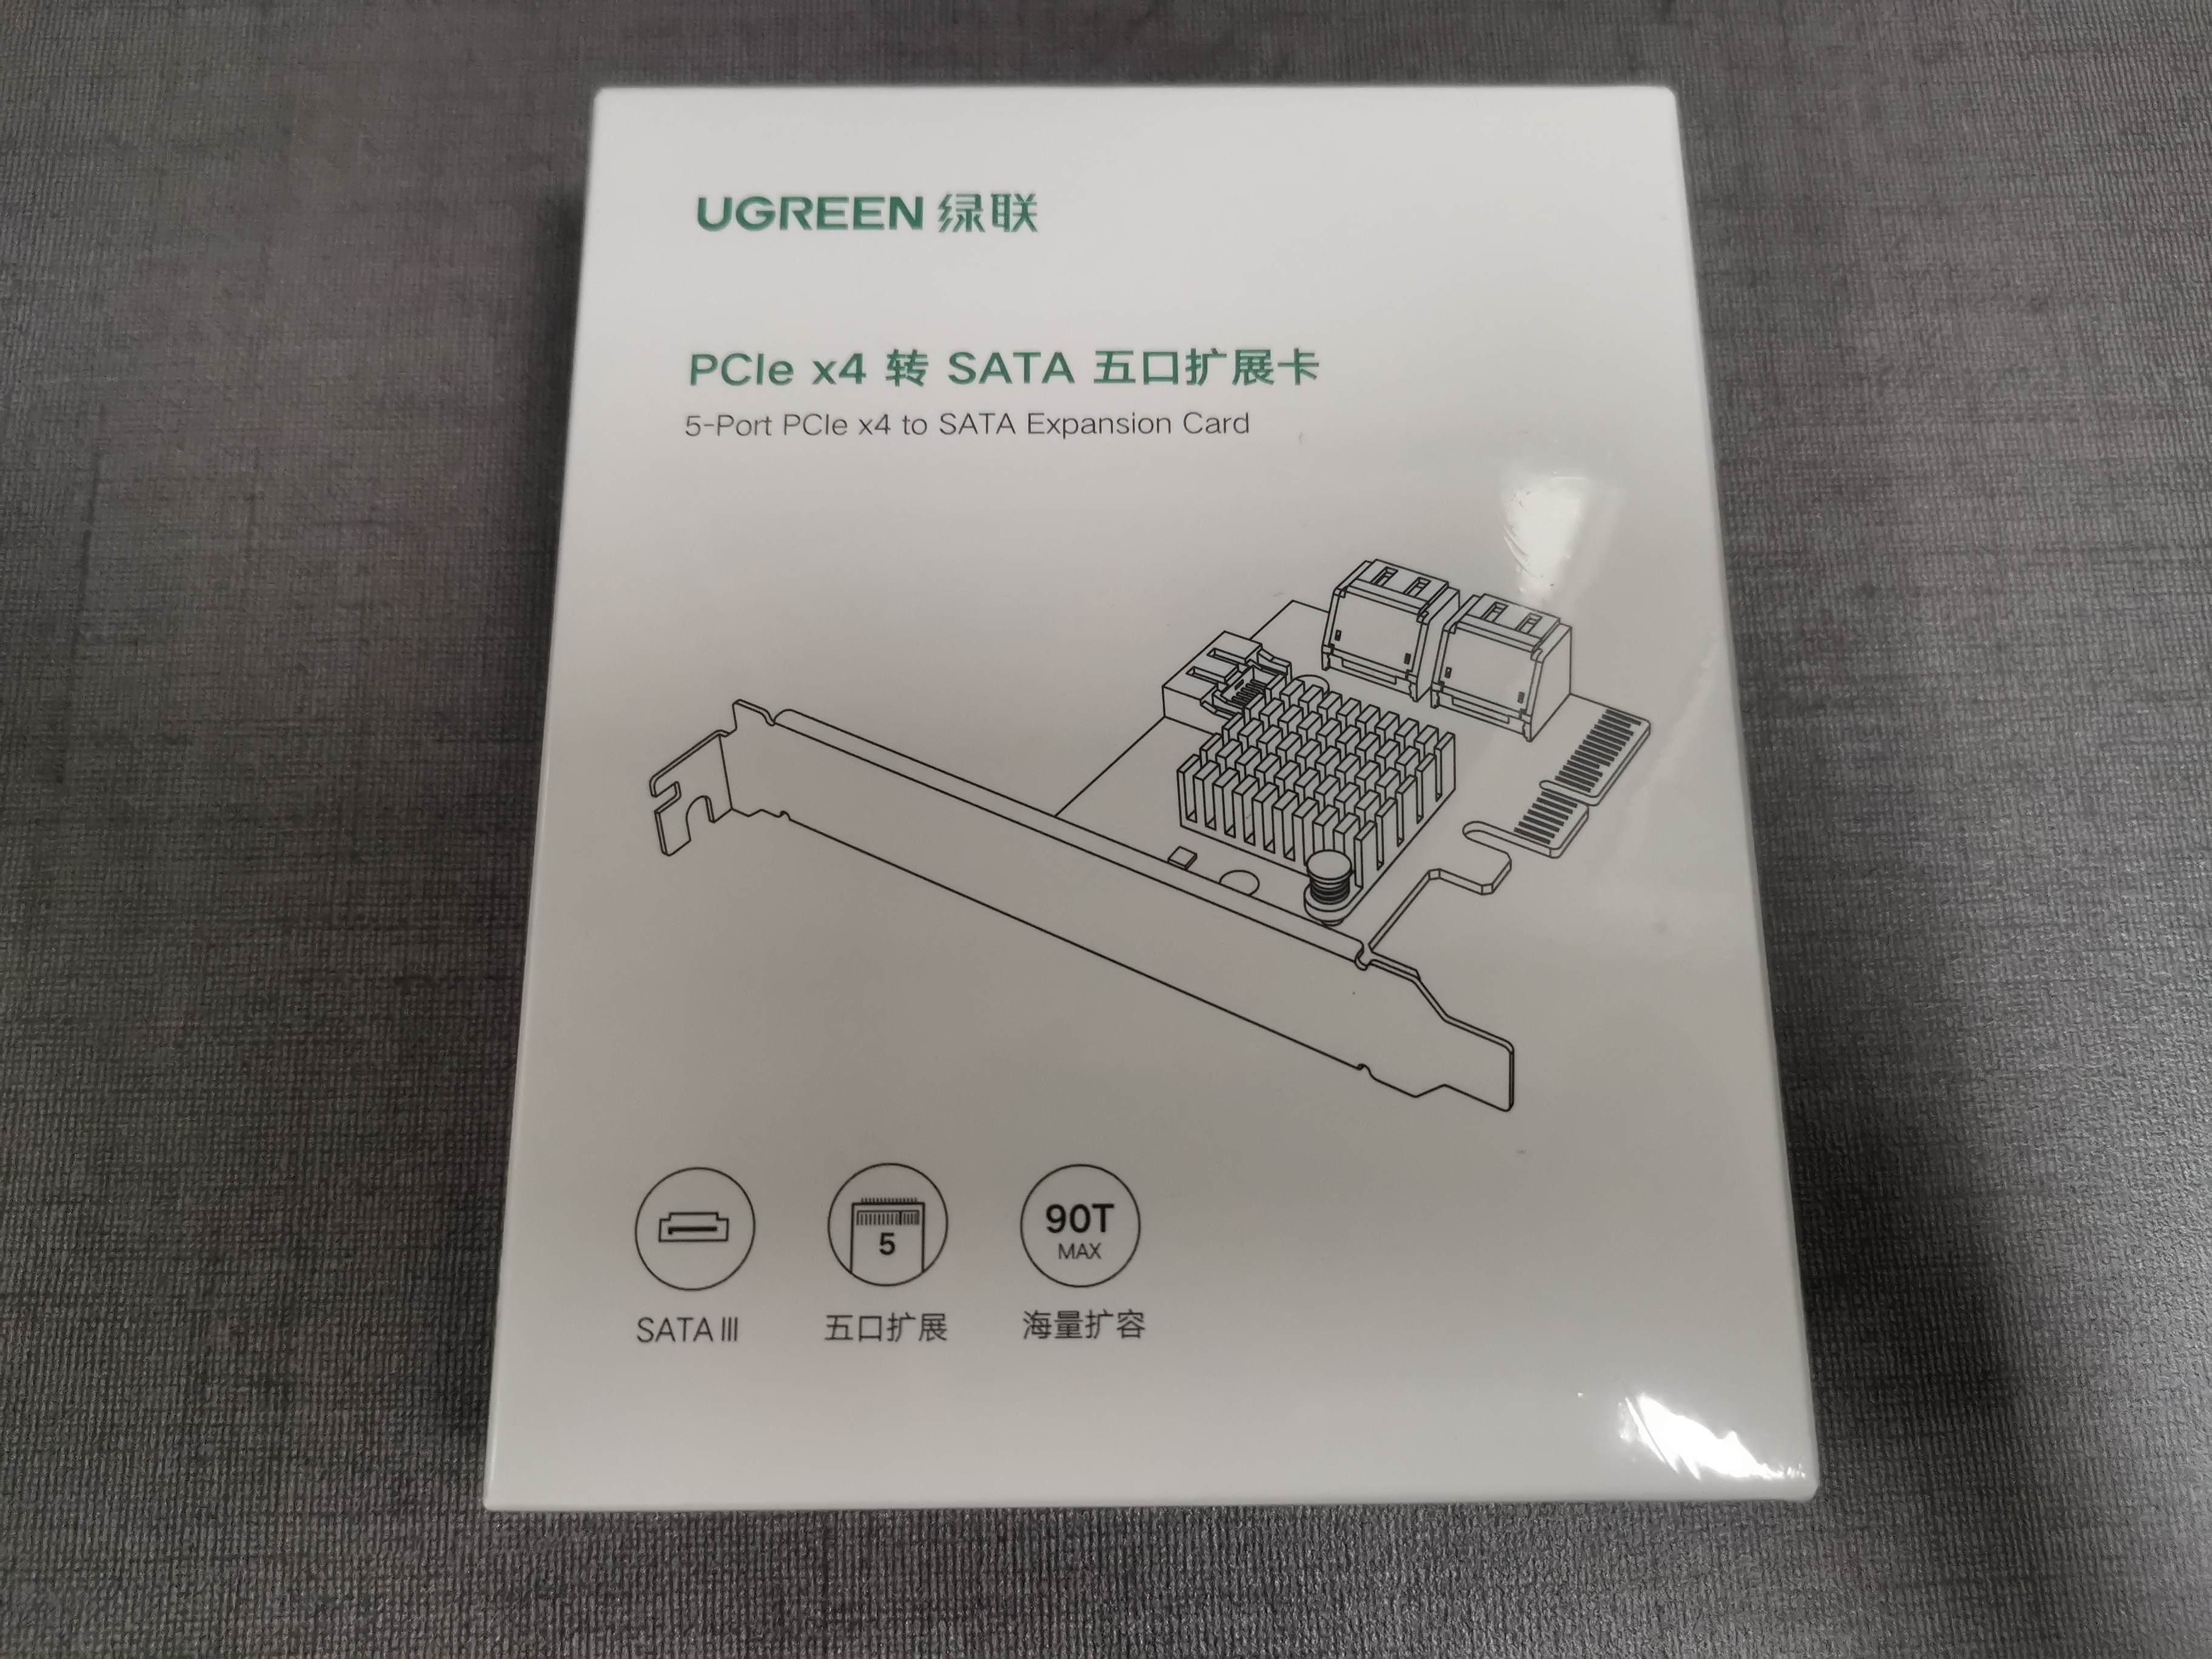 UGREEN 绿联
PCIe x4 转 SATA 五口扩展卡
5-Port PCIe x4 to SATA Expansion Card
5
90T
MAX
SATA III
五口扩展
海量扩容